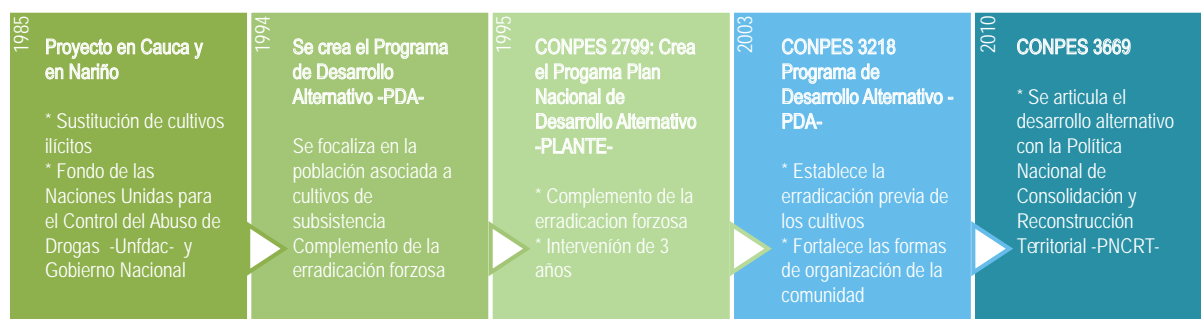 1985
Proyecto en Cauca y
en Nariño
* Sustitución de cultivos
ilícitos
* Fondo de las
Naciones Unidas para
el Control del Abuso de
Drogas -Unfdac- y
Gobierno Nacional
1994
Se crea el Programa
de Desarrollo
Alternativo -PDA-
Se focaliza en la
población asociada a
cultivos de
subsistencia
Complemento de la
erradicación forzosa
1995
CONPES 2799: Crea
el Progama Plan
Nacional de
Desarrollo Alternativo
-PLANTE-
* Complemento de la
erradicacion forzosa
* Intervenión de 3
años
2003
CONPES 3218
Programa de
Desarrollo Alternativo -
PDA-
* Establece la
erradicación previa de
los cultivos
* Fortalece las formas
de organización de la
comunidad
2010
CONPES 3669
* Se articula el
desarrollo alternativo
con la Política
Nacional de
Consolidación y
Reconstrucción
Territorial -PNCRT-